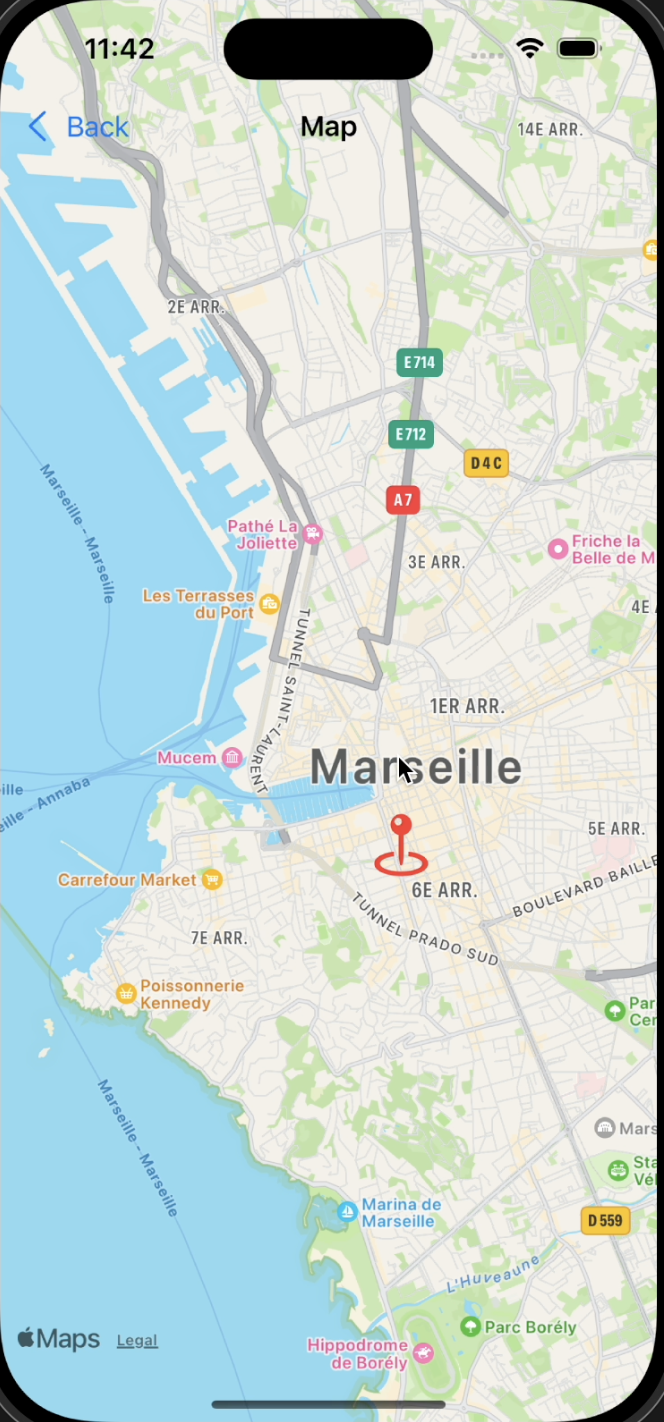 11:42
Back
Map
14E ARR.
2E ARR.
E714
E712
D4C
A7
Marseille - Marseille
Pathé La
Joliette
3E ARR.
Friche la
Belle de M
Les Terrasses
du Port
4E A
TUNNEL SAINT-LAURENT
1ER ARR.
Mucem
Marseille
ille
eille - Annaba
5E ARR.
Carrefour Market
6E ARR.
BOULEVARD BAILLE
TUNNEL PRADO SUD
7E ARR.
Poissonnerie
Kennedy
Par
Cer
Marseille - Marseille
Mars
Sta
Vél
Marina de
Marseille
D559
L'Huveaune
Parc Borély
Maps
Legal
Hippodrome
de Borély